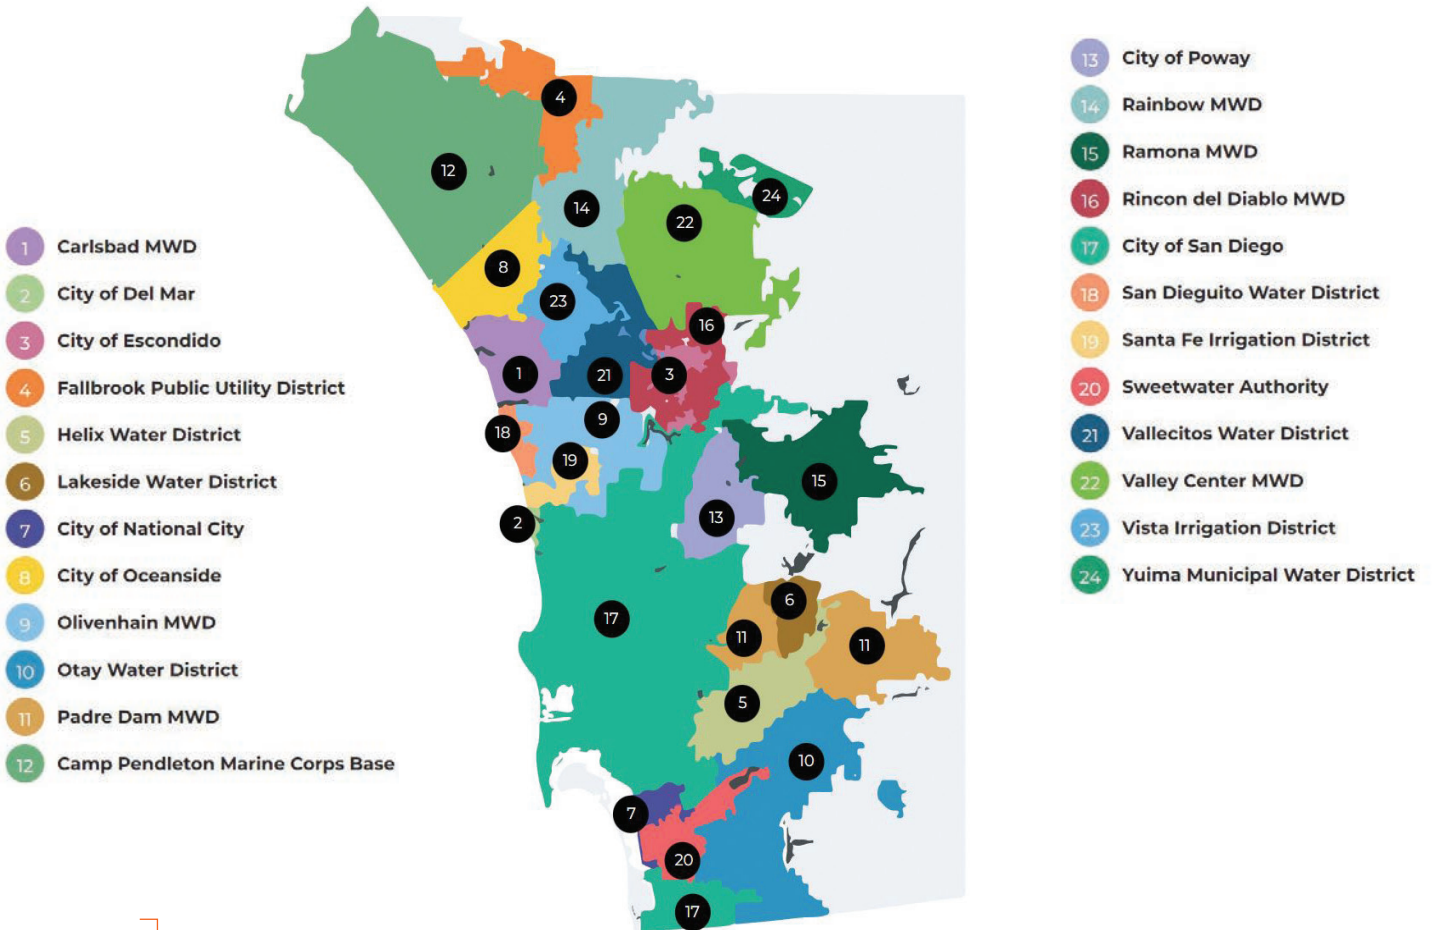 1 Carlsbad MWD
2 City of Del Mar
3 City of Escondido
4 Fallbrook Public Utility District
5 Helix Water District
6 Lakeside Water District
7 City of National City
8 City of Oceanside
9 Olivenhain MWD
10 Otay Water District
11 Padre Dam MWD
12 Camp Pendleton Marine Corps Base
4
12
24
14
22
8
23
16
1
21
3
9
18
19
15
2
13
6
17
11
11
5
10
7
20
17
13 City of Poway
14 Rainbow MWD
15 Ramona MWD
16 Rincon del Diablo MWD
17 City of San Diego
18 San Dieguito Water District
19 Santa Fe Irrigation District
20 Sweetwater Authority
21 Vallecitos Water District
22 Valley Center MWD
23 Vista Irrigation District
24 Yuima Municipal Water District